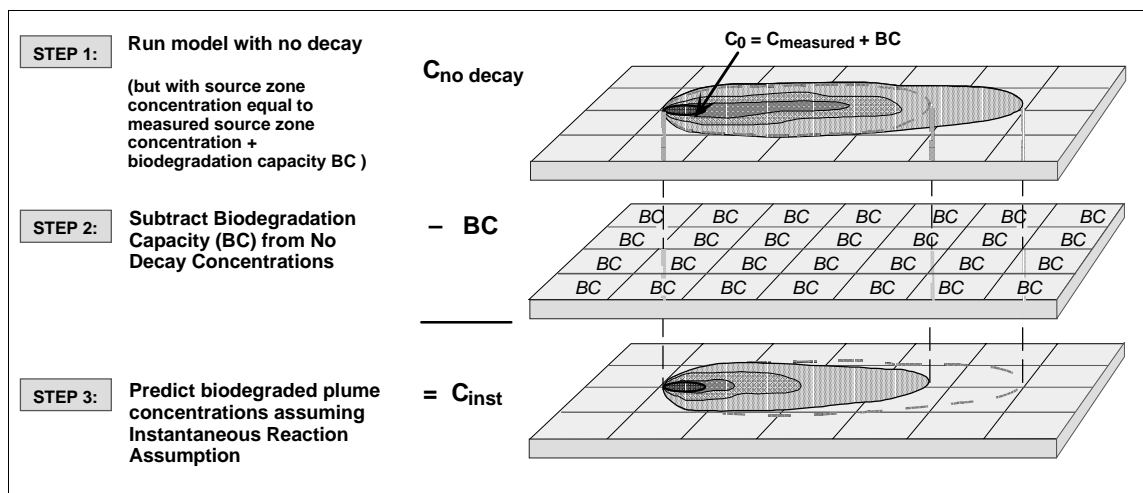 STEP 1:
Run model with no decay
(but with source zone
concentration equal to
measured source zone
concentration +
biodegradation capacity BC )
Cno decay
C0 = Cmeasured + BC
STEP 2:
Subtract Biodegradation
Capacity (BC) from No
Decay Concentrations
– BC
BC BC BC BC BC BC BC
BC BC BC BC BC BC BC
BC BC BC BC BC BC BC
BC BC BC BC BC BC BC
STEP 3:
Predict biodegraded plume
concentrations assuming
Instantaneous Reaction
Assumption
= Cinst